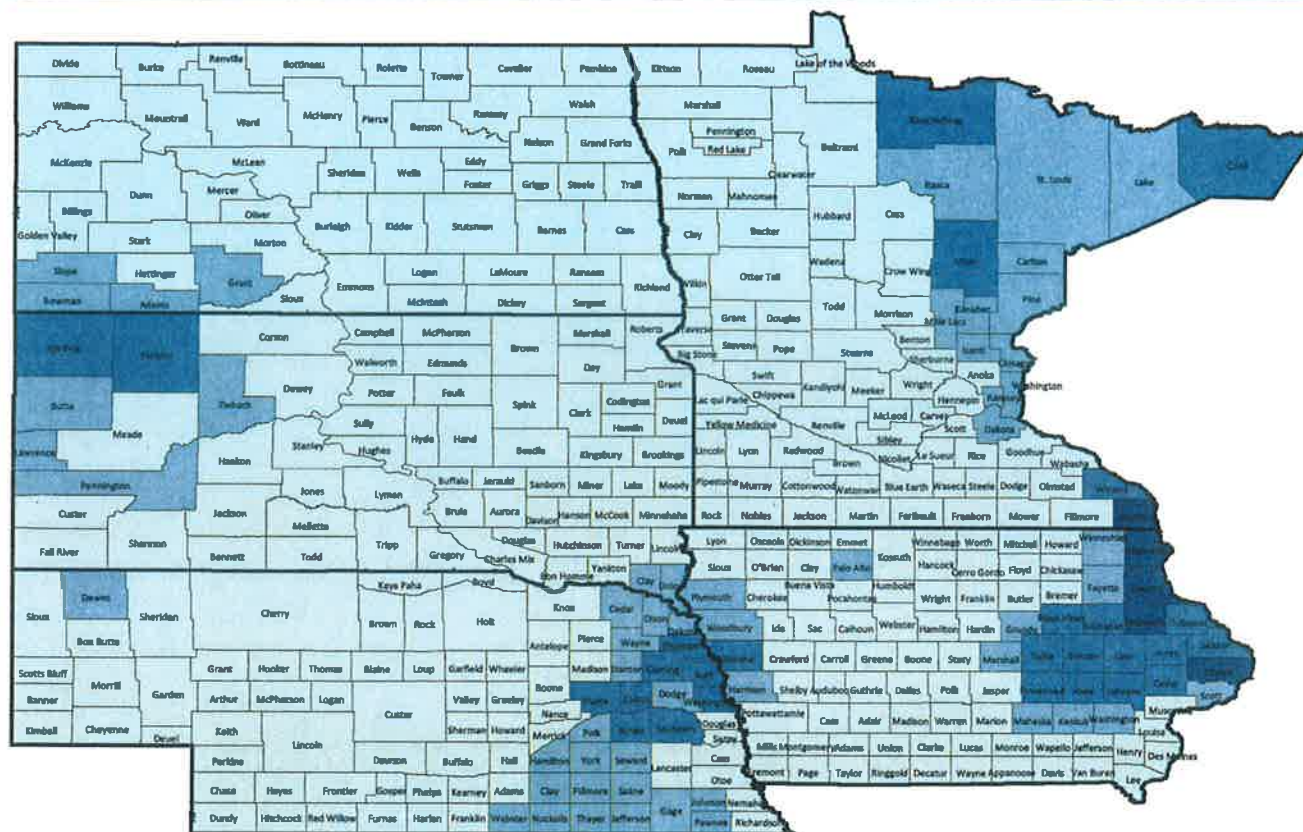 Divide Burke Renville Bottineau Rolette Towner Cavalier Pembina Kittson Roseau Lake of the Woods
Williams Mountrail Ward McHenry Pierce Benson Ramsey Walsh Marshall
McKenzie McLean Nelson Grand Forks Polk Pennington Red Lake Beltrami Clearwater Itasca St. Louis Lake Cook
Dunn Mercer Sheridan Wells Eddy Foster Griggs Steele Traill Norman Mahnomen
Billings Oliver Hubbard Cass
Golden Valley Stark Morton Burleigh Kidder Stutsman Barnes Cass Clay Becker
Slope Hettinger Grant Emmons Logan LaMoure Ransom Richland Wilkin Otter Tail Wadena Crow Wing Aitkin Carlton
Bowman Adams Sioux McIntosh Dickey Sargent Pine
Corson Campbell McPherson Brown Marshall Roberts Traverse Grant Douglas Todd Morrison Mille Lacs Kanabec
Perkins Walworth Edmunds Day Big Stone Stevens Pope Stearns Benton Sherburne Isanti
Butte Ziebach Dewey Potter Faulk Spink Clark Codington Grant Swift Kandiyohi Meeker Wright Anoka Washington
Meade Sully Hamlin Deuel Lac qui Parle Chippewa McLeod Carver Hennepin Ramsey
Lawrence Haakon Stanley Hughes Hyde Hand Beadle Kingsbury Brookings Yellow Medicine Renville Sibley Scott Dakota
Pennington Lincoln Lyon Redwood Brown Nicollet Le Sueur Rice Goodhue Wabasha
Custer Jackson Jones Lyman Buffalo Jerauld Sanborn Miner Lake Moody Pipestone Murray Cottonwood Watonwan Blue Earth Waseca Steele Dodge Olmsted Winona
Fall River Shannon Mellette Brule Aurora Davison Hanson McCook Minnehaha Rock Nobles Jackson Martin Faribault Freeborn Mower Fillmore
Bennett Todd Tripp Gregory Douglas Charles Mix Hutchinson Turner Lincoln Lyon Osceola Dickinson Emmet Kossuth Winnebago Worth Mitchell Howard
Bon Homme Yankton Clay Sioux O'Brien Clay Palo Alto Hancock Cerro Gordo Floyd Chickasaw
Sioux Dawes Sheridan Cherry Keya Paha Boyd Knox Cedar Dixon Plymouth Cherokee Buena Vista Pocahontas Humboldt Wright Franklin Butler Bremer Fayette
Box Butte Brown Rock Holt Antelope Pierce Wayne Woodbury Ida Sac Calhoun Webster Hamilton Hardin Grundy
Scotts Bluff Grant Hooker Thomas Blaine Loup Garfield Wheeler Madison Stanton Cuming Crawford Carroll Greene Boone Story Marshall
Banner Morrill Garden Arthur McPherson Logan Custer Valley Greeley Boone Platte Dodge Washington Harrison Shelby Audubon Guthrie Dallas Polk Jasper
Kimball Cheyenne Deuel Keith Lincoln Sherman Howard Nance Merrick Polk Douglas Sarpy Pottawattamie Cass Adair Madison Warren Marion Mahaska Keokuk Washington Louisa Muscatine Scott
Perkins Dawson Buffalo Hall Hamilton York Seward Lancaster Cass Mills Montgomery Adams Union Clarke Lucas Monroe Wapello Jefferson Henry Des Moines
Chase Hayes Frontier Gosper Phelps Kearney Adams Clay Fillmore Saline Otoe Fremont Page Taylor Ringgold Decatur Wayne Appanoose Davis Van Buren Lee
Dundy Hitchcock Red Willow Furnas Harlan Franklin Webster Nuckolls Thayer Jefferson Gage Johnson Nemaha Pawnee Richardson